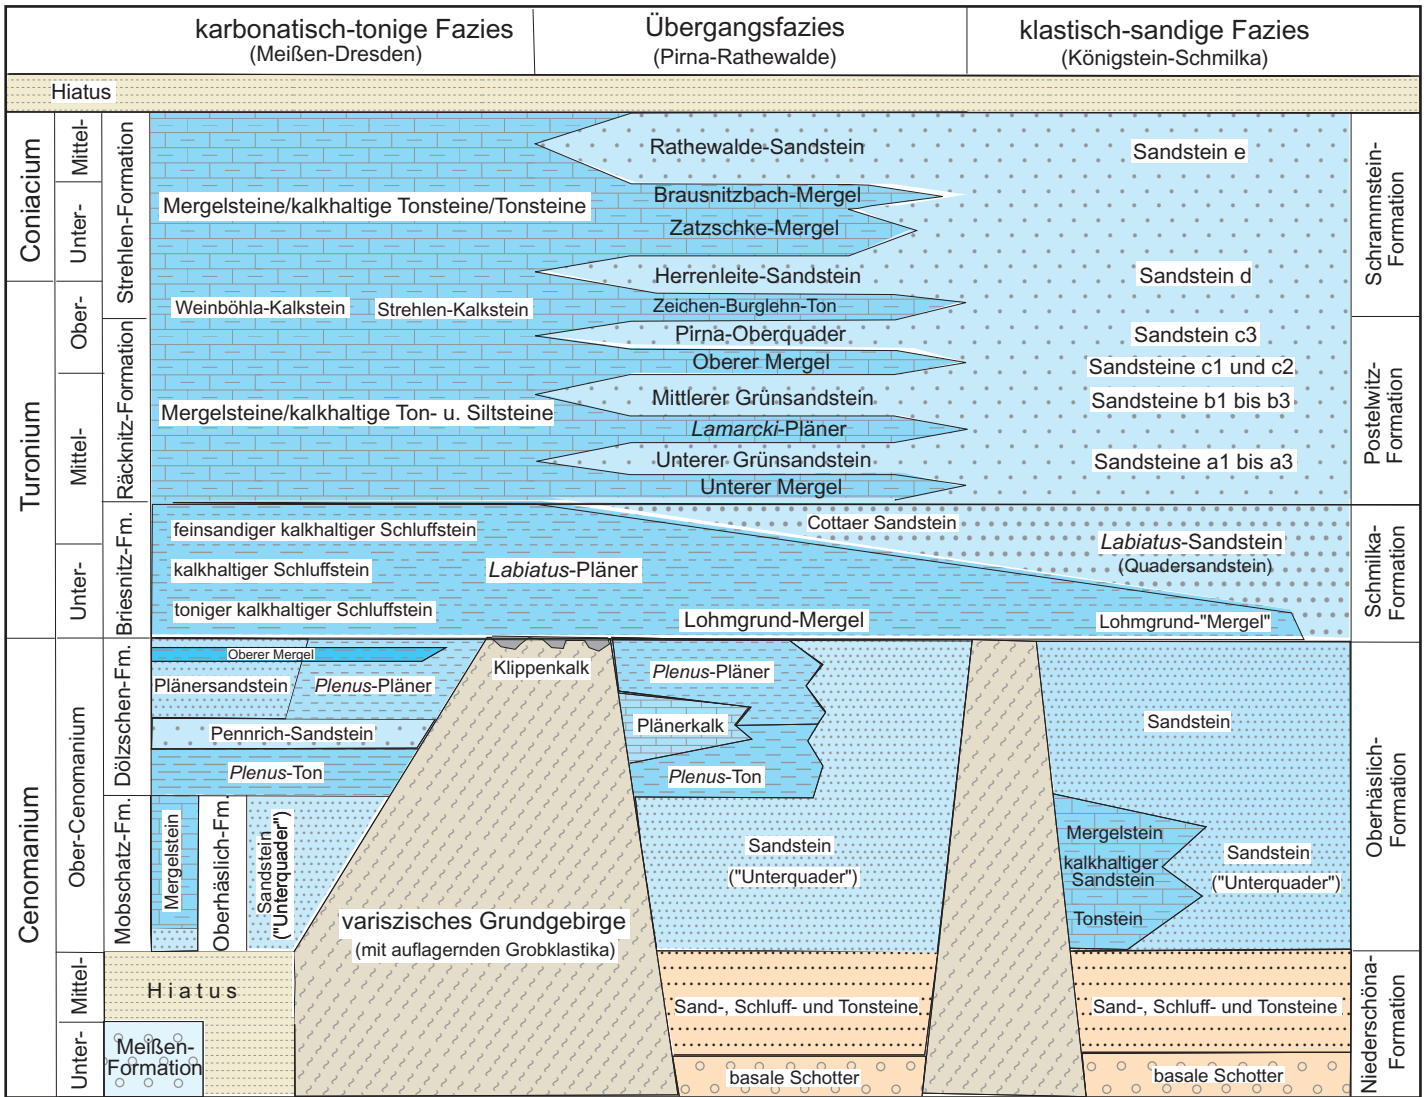 karbonatisch-tonige Fazies
(Meißen-Dresden)
Übergangsfazies
(Pirna-Rathewalde)
klastisch-sandige Fazies
(Königstein-Schmilka)
Hiatus
Coniacium
Turonium
Cenomanium
Mittel-
Unter-
Ober-
Mittel-
Unter-
Ober-Cenomanium
Mittel-
Unter-
Strehlen-Formation
Räcknitz-Formation
Briesnitz-Fm.
Dölzschen-Fm.
Mobschatz-Fm.
Mergelsteine/kalkhaltige Tonsteine/Tonsteine
Weinböhla-Kalkstein
Strehlen-Kalkstein
Mergelsteine/kalkhaltige Ton- u. Siltsteine
Rathewalde-Sandstein
Brausnitzbach-Mergel
Zatzschke-Mergel
Herrenleite-Sandstein
Zeichen-Burglehn-Ton
Pirna-Oberquader
Oberer Mergel
Mittlerer Grünsandstein
Lamarcki-Pläner
Unterer Grünsandstein
Unterer Mergel
Sandstein e
Sandstein d
Sandstein c3
Sandsteine c1 und c2
Sandsteine b1 bis b3
Sandsteine a1 bis a3
Schrammstein-
Formation
Postelwitz-
Formation
Schmilka-
Formation
Oberhäslich-
Formation
Niederschöna-
Formation
feinsandiger kalkhaltiger Schluffstein
kalkhaltiger Schluffstein
toniger kalkhaltiger Schluffstein
Labiatus-Pläner
Lohmgrund-Mergel
Cottaer Sandstein
Labiatus-Sandstein
(Quadersandstein)
Lohmgrund-"Mergel"
Oberer Mergel
Plänersandstein
Plenus-Pläner
Pennrich-Sandstein
Plenus-Ton
Mergelstein
Oberhäslich-Fm.
Sandstein
("Unterquader")
Klippenkalk
variszisches Grundgebirge
(mit auflagernden Grobklastika)
Plenus-Pläner
Plänerkalk
Plenus-Ton
Sandstein
("Unterquader")
Sandstein
Mergelstein
kalkhaltiger
Sandstein
Tonstein
Sandstein
("Unterquader")
Hiatus
Meißen-
Formation
Sand-, Schluff- und Tonsteine
basale Schotter
Sand-, Schluff- und Tonsteine
basale Schotter